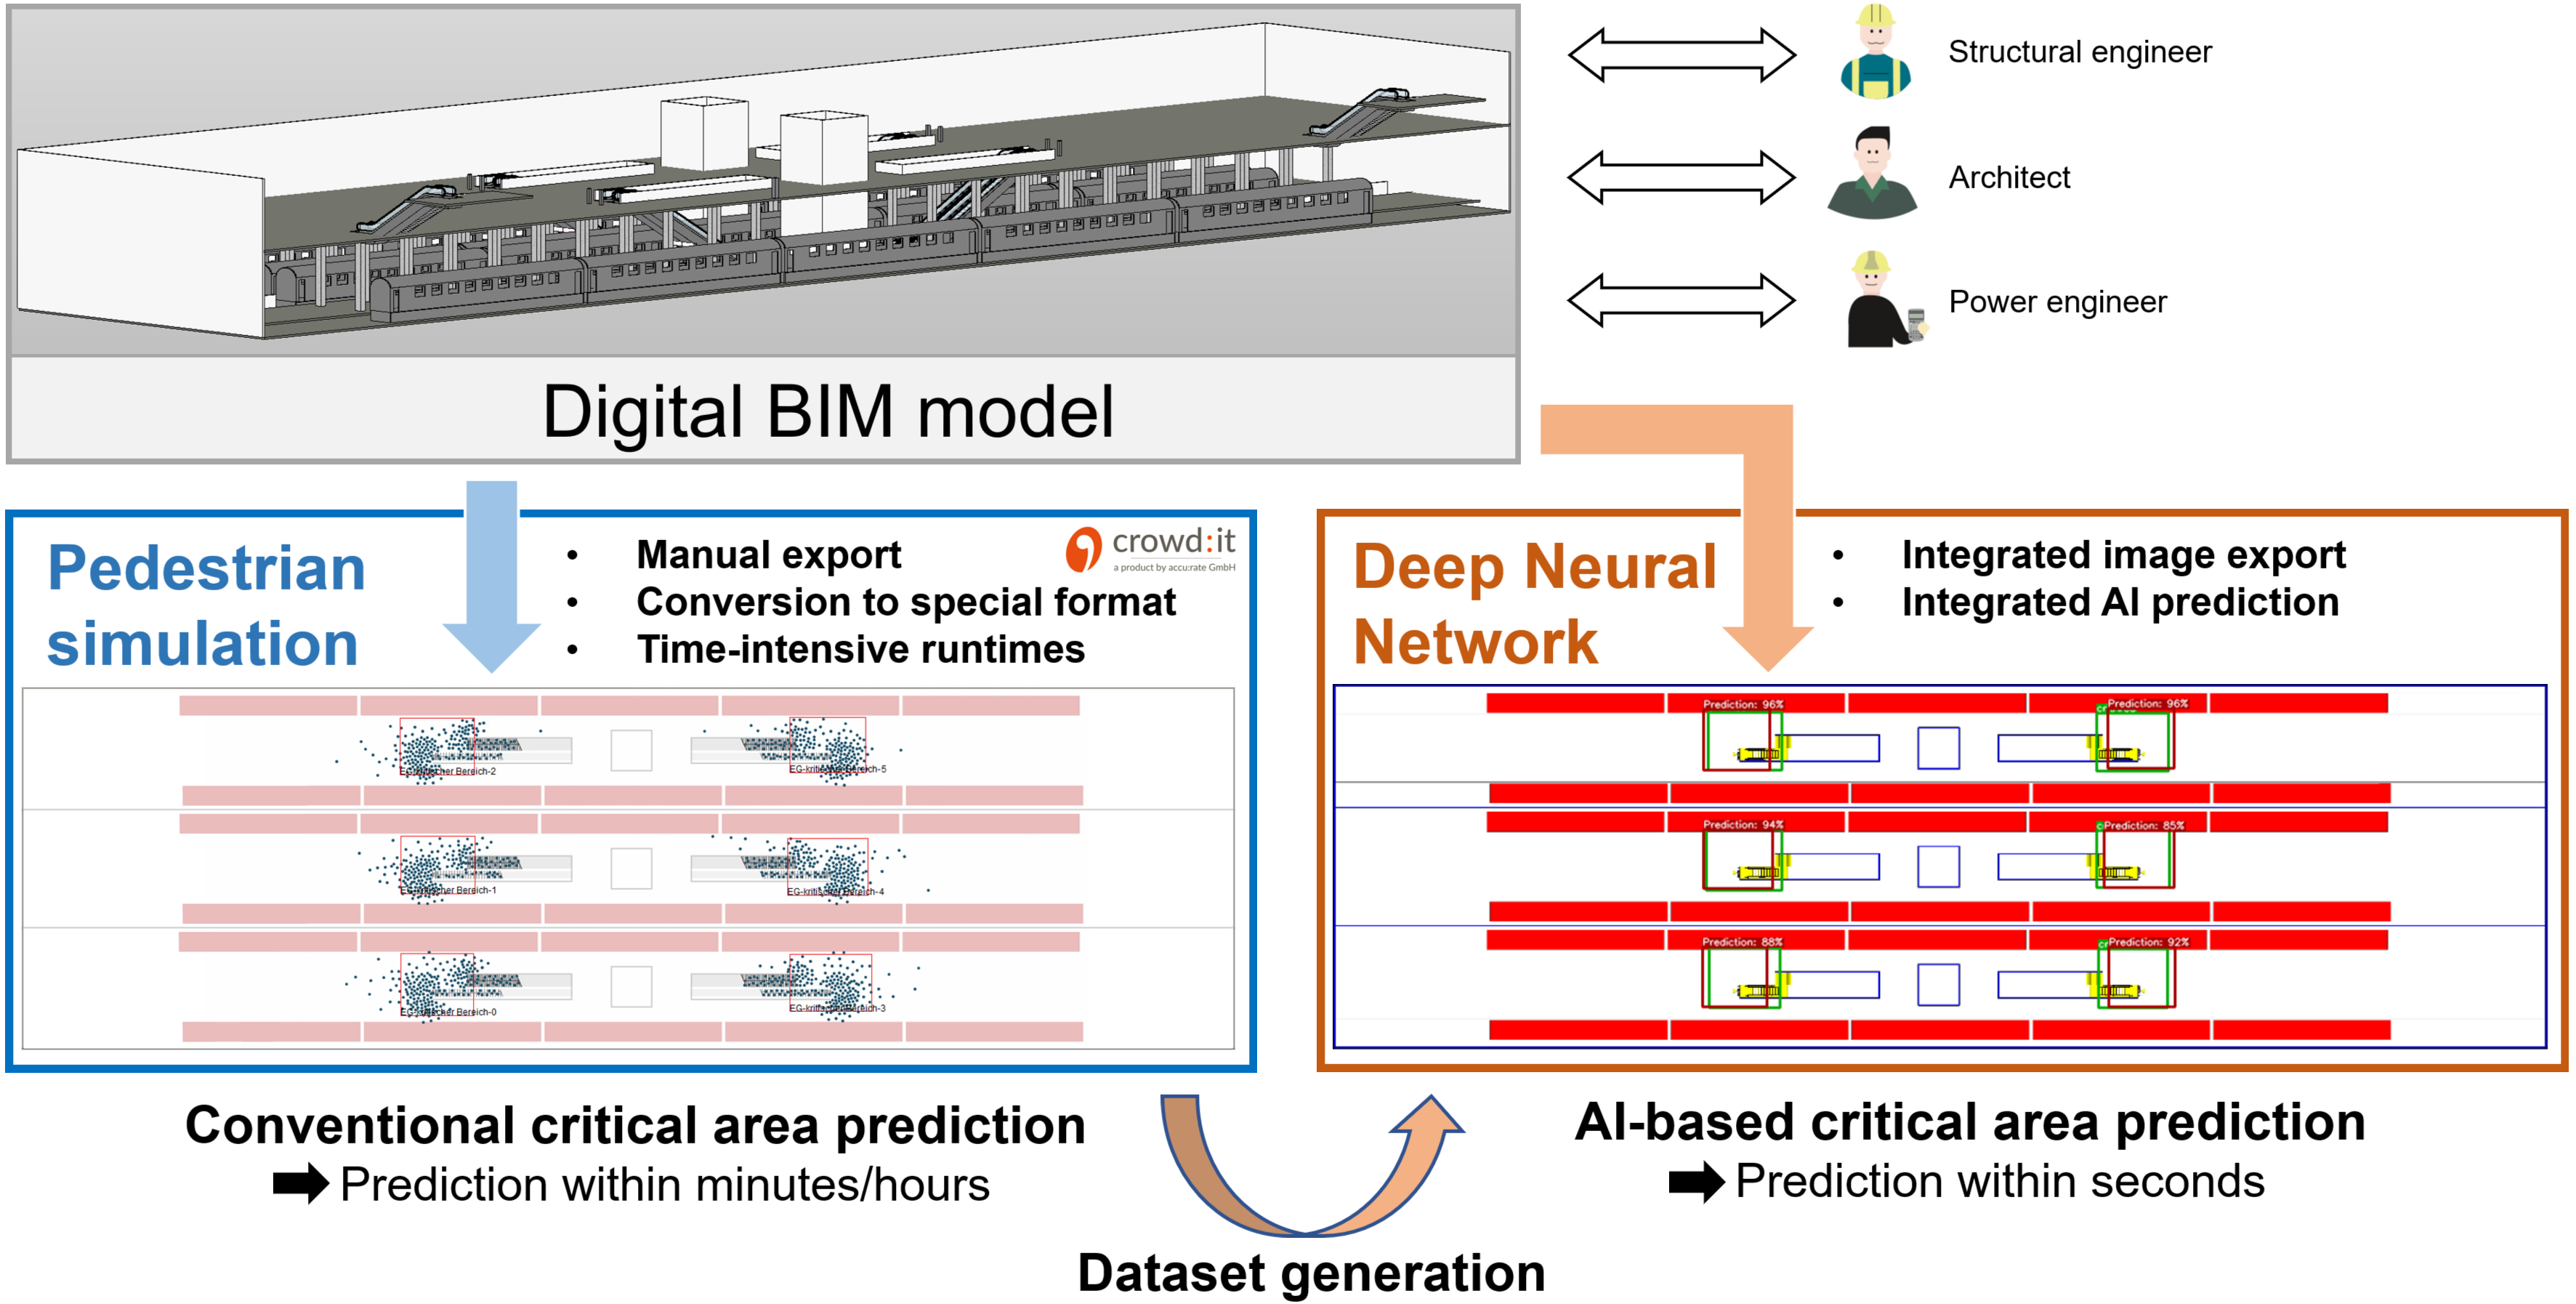 Structural engineer
Architect
Power engineer
Digital BIM model
Pedestrian
simulation
• Manual export
• Conversion to special format
• Time-intensive runtimes
crowd:it
a product by accu:rate GmbH
EG-kritischer Bereich-2
EG-kritischer Bereich-5
EG-kritischer Bereich-1
EG-kritischer Bereich-4
EG-kritischer Bereich-0
EG-kritischer Bereich-3
Deep Neural
Network
• Integrated image export
• Integrated AI prediction
Prediction: 96%
Prediction: 96%
Prediction: 94%
Prediction: 85%
Prediction: 88%
Prediction: 92%
Conventional critical area prediction
Prediction within minutes/hours
AI-based critical area prediction
Prediction within seconds
Dataset generation